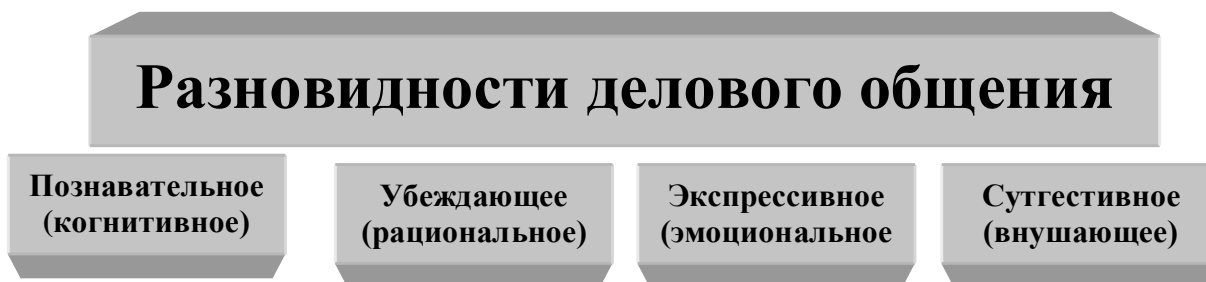 Разновидности делового общения
Познавательное
(когнитивное)
Убеждающее
(рациональное)
Экспрессивное
(эмоциональное
Сутгестивное
(внушающее)